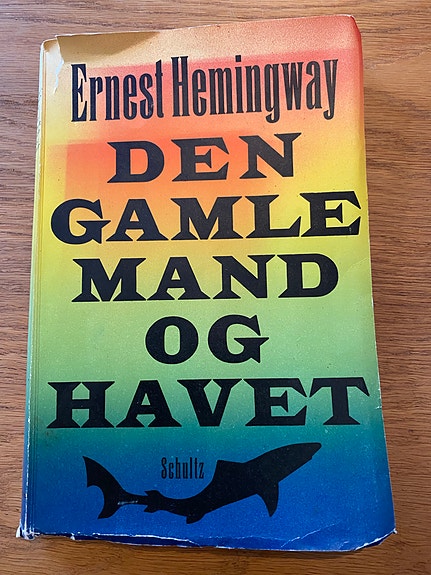 Ernest Hemingway
DEN
GAMLE
MAND
OG
HAVET
Schultz